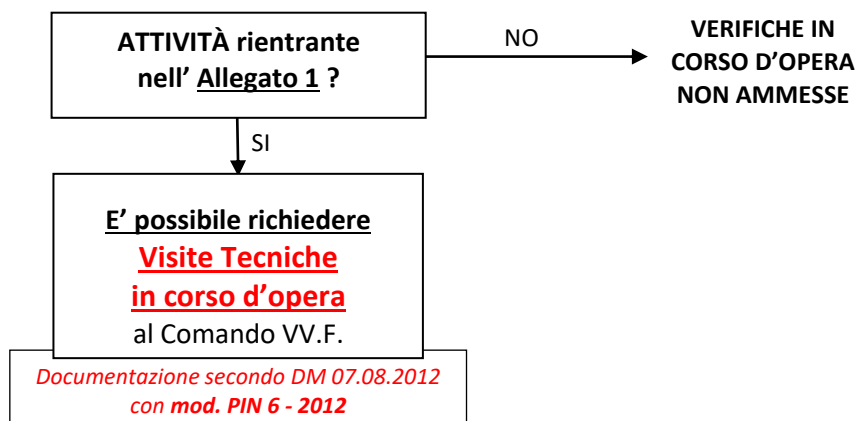 ATTIVITÀ rientrante
nell’ Allegato 1 ?
NO
VERIFICHE IN
CORSO D’OPERA
NON AMMESSE
SI
E’ possibile richiedere
Visite Tecniche
in corso d’opera
al Comando VV.F.
Documentazione secondo DM 07.08.2012
con mod. PIN 6 - 2012